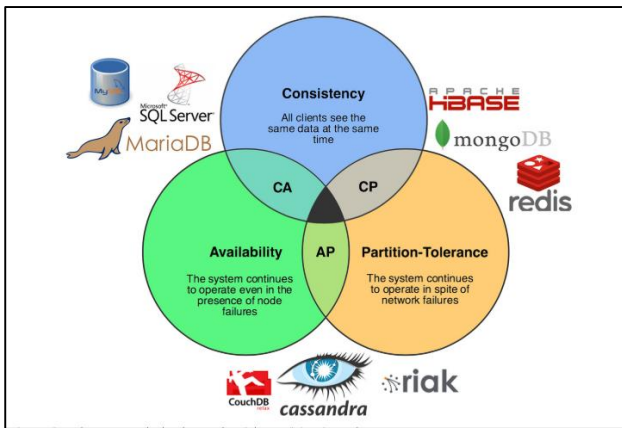 MySQL
Microsoft
SQL Server
MariaDB
Consistency
All clients see the
same data at the same
time
APACHE
HBASE
mongoDB
redis
CA
CP
Availability
The system continues
to operate even in the
presence of node
failures
AP
Partition-Tolerance
The system continues
to operate in spite of
network failures
CouchDB
relax
cassandra
riak